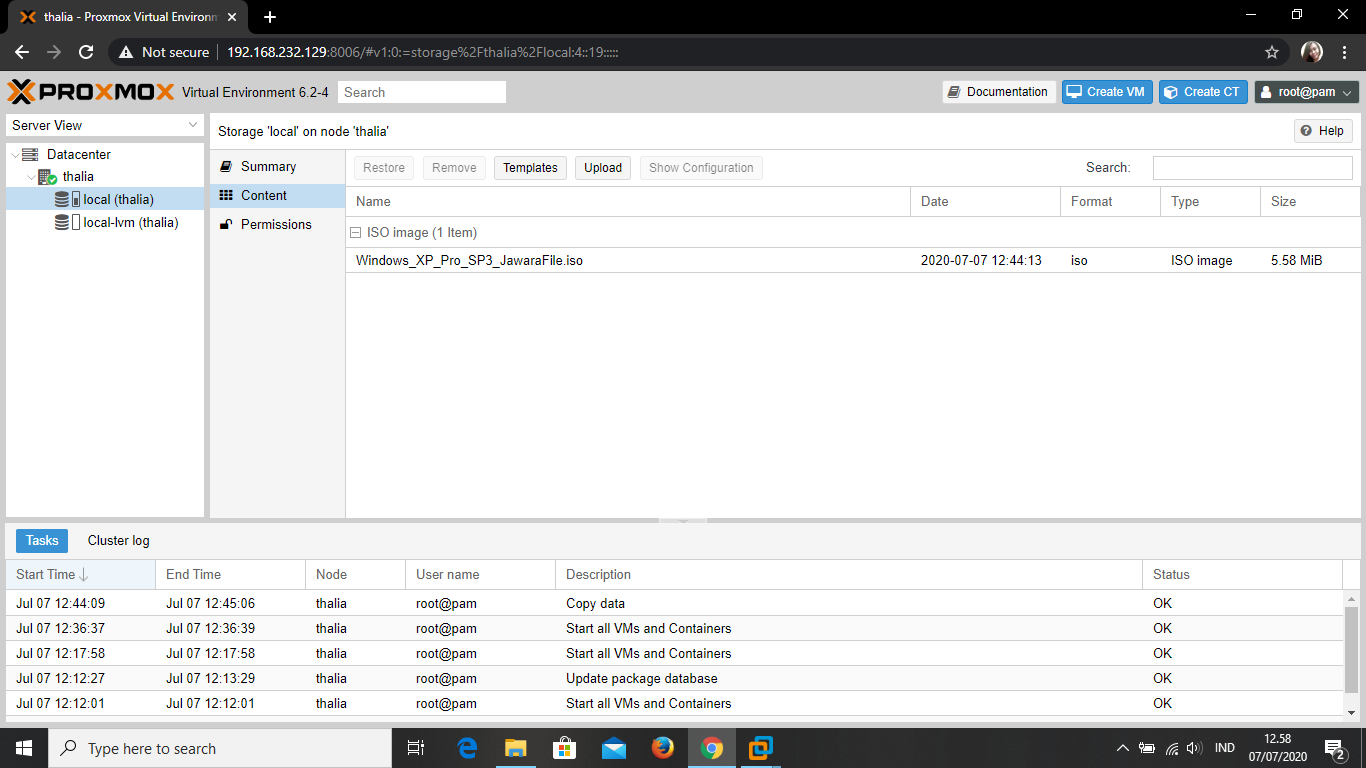 thalia - Proxmox Virtual Environm
Not secure
192.168.232.129:8006/#v1:0:=storage%2Fthalia%2Flocal:4::19:::::
PROXMOX Virtual Environment 6.2-4 Search Documentation Create VM Create CT root@pam
Server View
Storage 'local' on node 'thalia' Help
Datacenter
thalia
local (thalia)
local-lvm (thalia)
Summary
Content
Permissions
Restore Remove Templates Upload Show Configuration Search:
Name Date Format Type Size
ISO image (1 Item)
Windows_XP_Pro_SP3_JawaraFile.iso 2020-07-07 12:44:13 iso ISO image 5.58 MiB
Tasks Cluster log
Start Time End Time Node User name Description Status
Jul 07 12:44:09 Jul 07 12:45:06 thalia root@pam Copy data OK
Jul 07 12:36:37 Jul 07 12:36:39 thalia root@pam Start all VMs and Containers OK
Jul 07 12:17:58 Jul 07 12:17:58 thalia root@pam Start all VMs and Containers OK
Jul 07 12:12:27 Jul 07 12:13:29 thalia root@pam Update package database OK
Jul 07 12:12:01 Jul 07 12:12:01 thalia root@pam Start all VMs and Containers OK
Type here to search
IND
12.58
07/07/2020
2